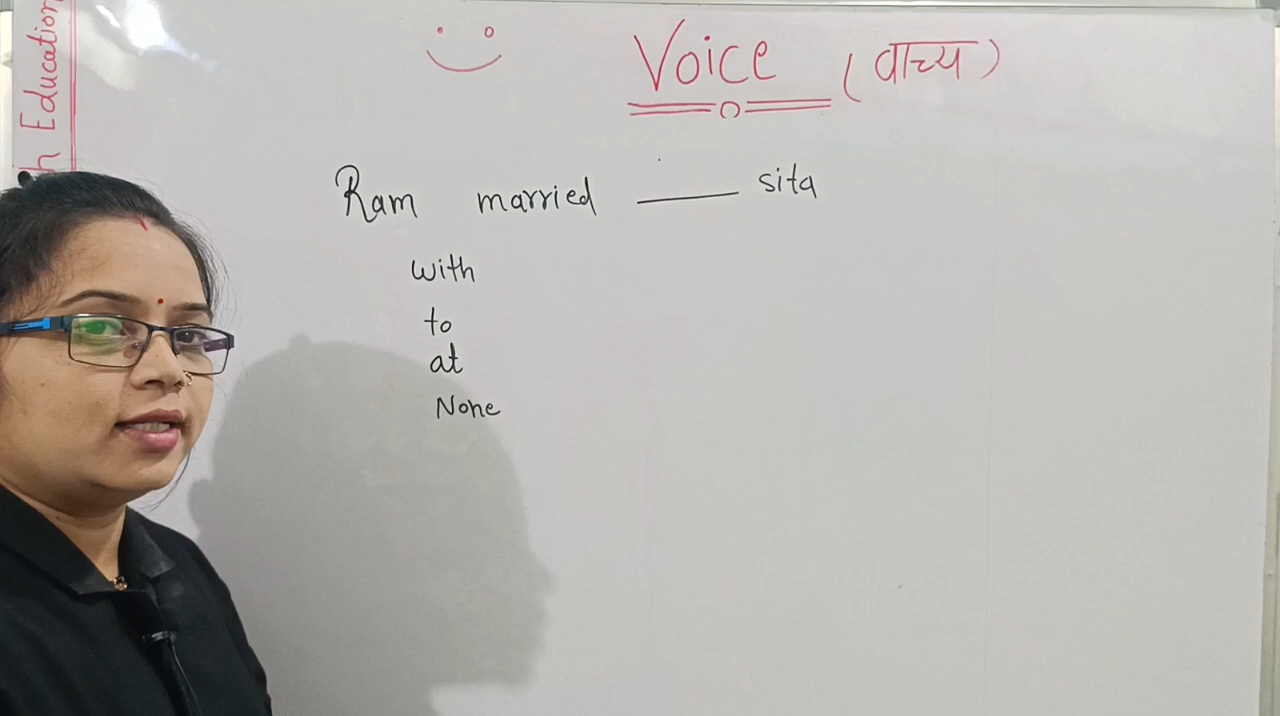 h Education
Voice (वाच्य)
Ram married ____ sita
with
to
at
None